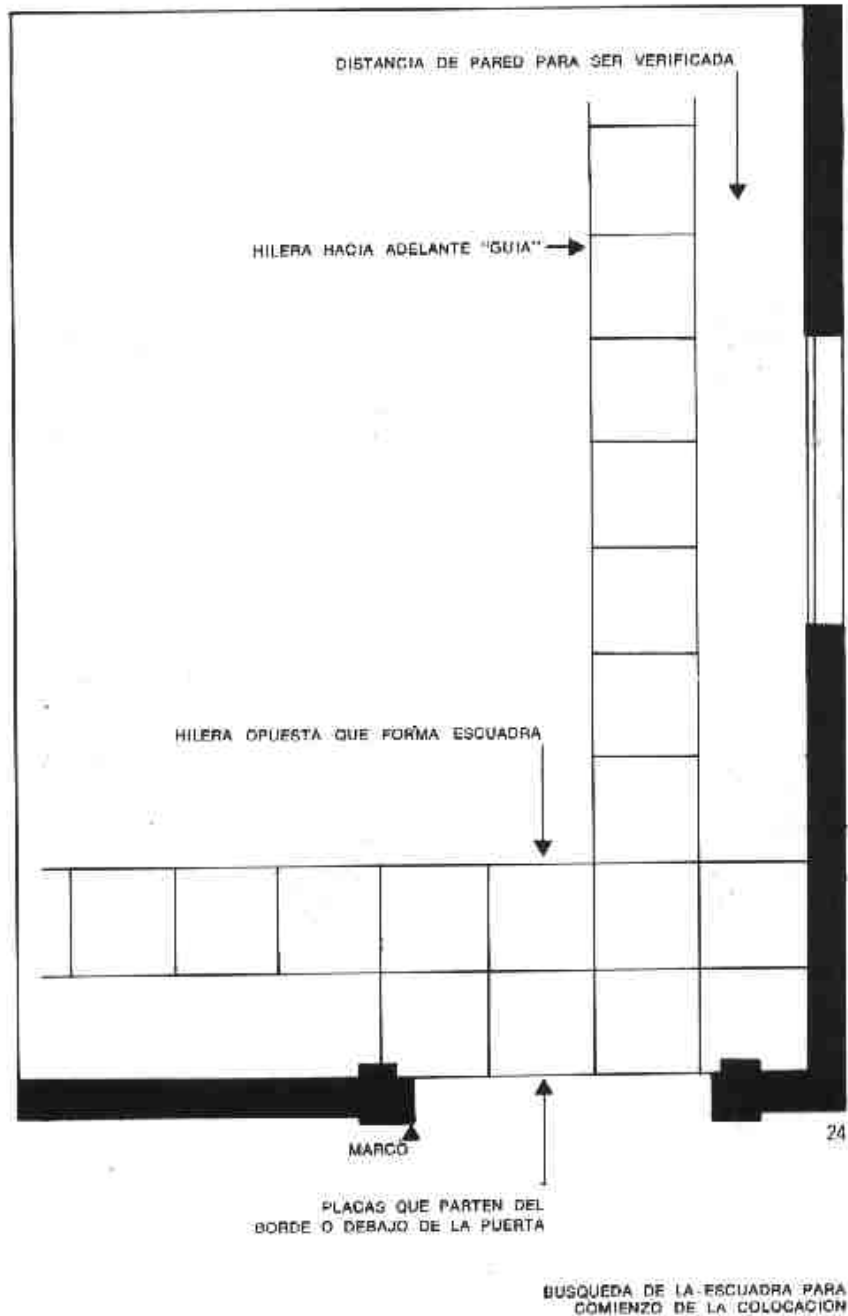 DISTANCIA DE PARED PARA SER VERIFICADA
HILERA HACIA ADELANTE "GUIA"
HILERA OPUESTA QUE FORMA ESCUADRA
MARCO
24
PLACAS QUE PARTEN DEL
BORDE O DEBAJO DE LA PUERTA
BUSQUEDA DE LA ESCUADRA PARA
COMIENZO DE LA COLOCACION